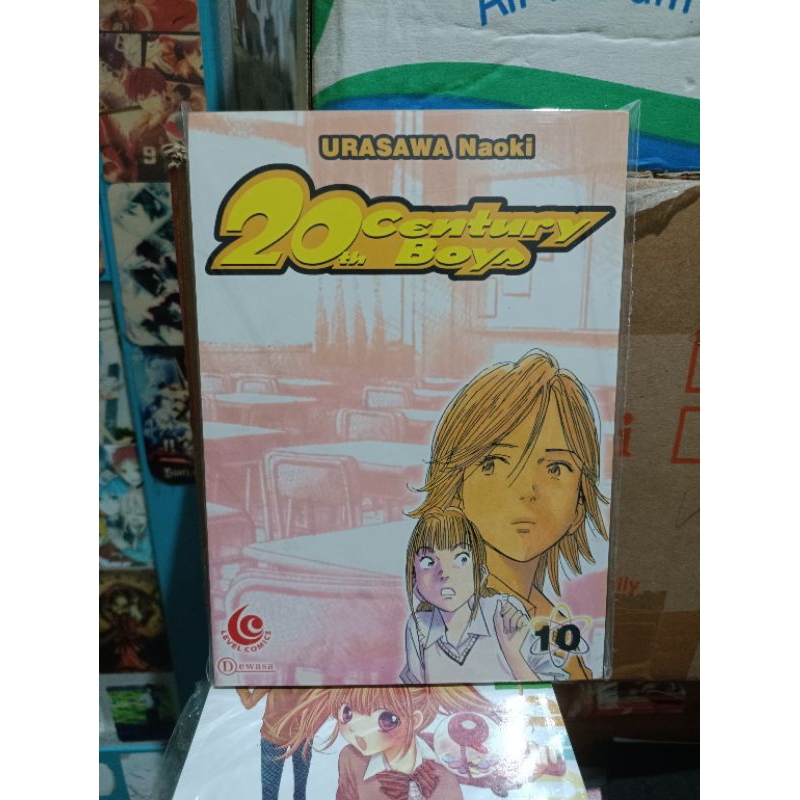 URASAWA Naoki
20th Century Boys
10
LEVEL COMICS
Dewasa